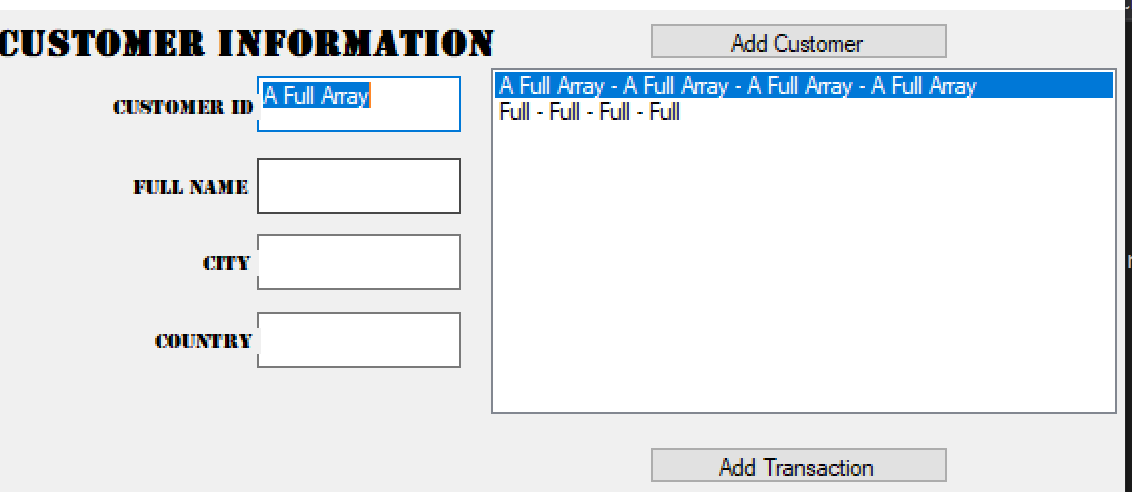 CUSTOMER INFORMATION
Add Customer
CUSTOMER ID
A Full Array
A Full Array - A Full Array - A Full Array - A Full Array
Full - Full - Full - Full
FULL NAME
CITY
COUNTRY
Add Transaction